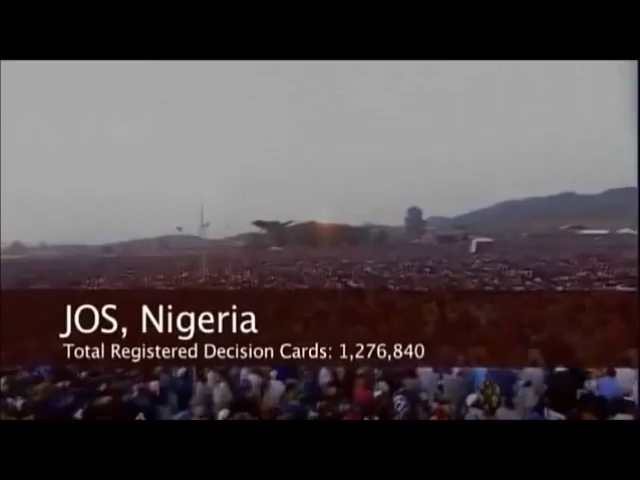 JOS, Nigeria
Total Registered Decision Cards: 1,276,840